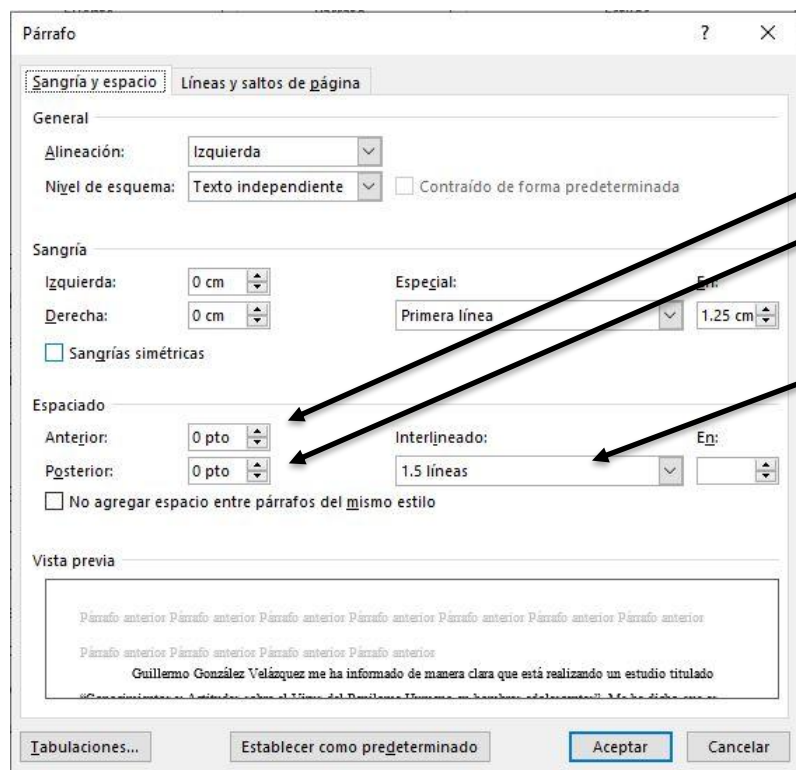 Párrafo ? ×
Sangría y espacio Líneas y saltos de página
General
Alineación: Izquierda
Nivel de esquema: Texto independiente Contraído de forma predeterminada
Sangría
Izquierda: 0 cm Especial: En:
Derecha: 0 cm Primera línea 1.25 cm
Sangrías simétricas
Espaciado
Anterior: 0 pto Interlineado: En:
Posterior: 0 pto 1.5 líneas
No agregar espacio entre párrafos del mismo estilo
Vista previa
Párrafo anterior Párrafo anterior Párrafo anterior Párrafo anterior Párrafo anterior Párrafo anterior Párrafo anterior
Párrafo anterior Párrafo anterior Párrafo anterior Párrafo anterior
Guillermo González Velázquez me ha informado de manera clara que está realizando un estudio titulado
Tabulaciones... Establecer como predeterminado Aceptar Cancelar